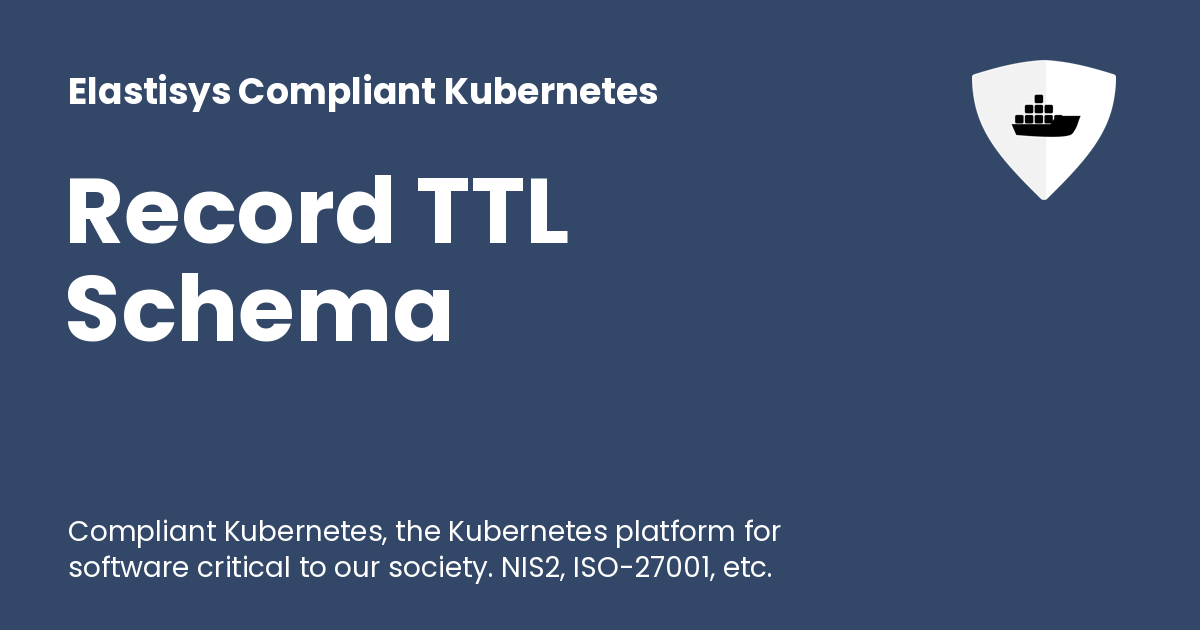 Elastisys Compliant Kubernetes
Record TTL
Schema
Compliant Kubernetes, the Kubernetes platform for
software critical to our society. NIS2, ISO-27001, etc.